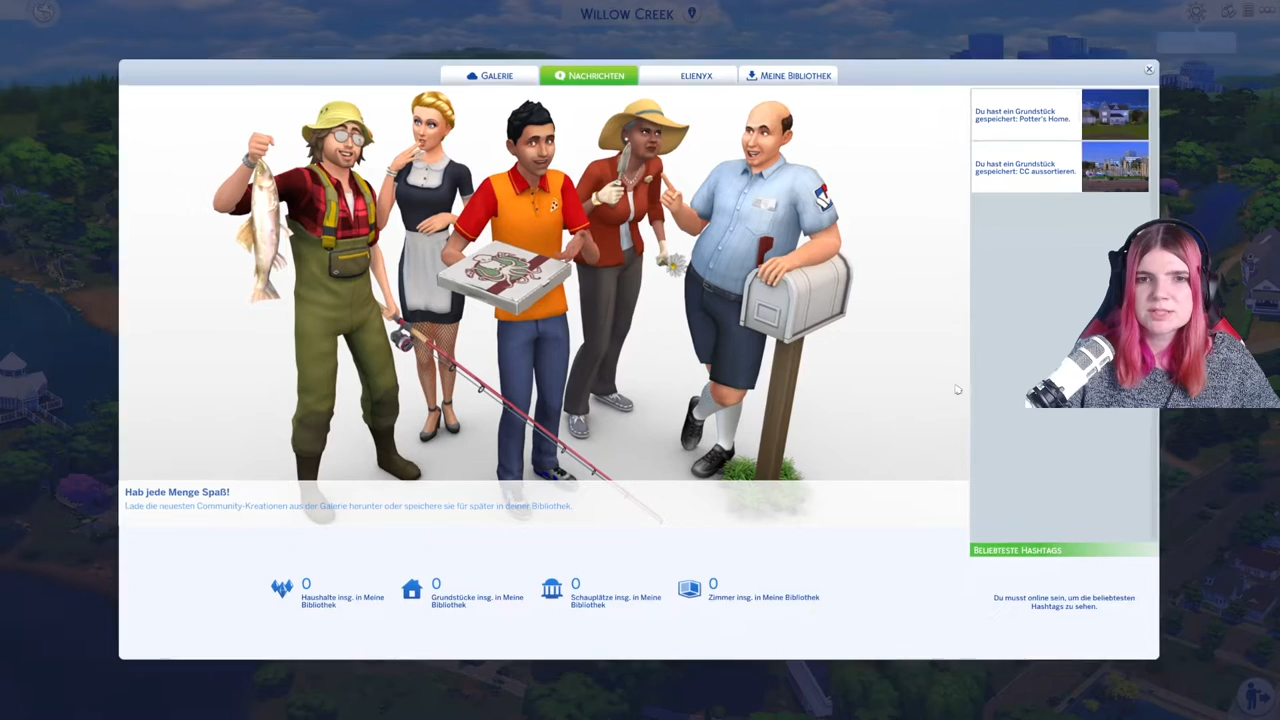 WILLOW CREEK
GALERIE
NACHRICHTEN
ELIENYX
MEINE BIBLIOTHEK
Du hast ein Grundstück
gespeichert: Potter's Home.
Du hast ein Grundstück
gespeichert: CC aussortieren.
Hab jede Menge Spaß!
Lade die neuesten Community-Kreationen aus der Galerie herunter oder speichere sie für später in deiner Bibliothek.
BELIEBTESTE HASHTAGS
0
Haushalte insg. in Meine
Bibliothek
0
Grundstücke insg. in Meine
Bibliothek
0
Schauplätze insg. in Meine
Bibliothek
0
Zimmer insg. in Meine Bibliothek
Du musst online sein, um die beliebtesten
Hashtags zu sehen.